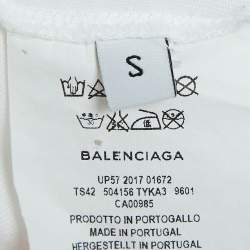 S
BALENCIAGA
UP57 2017 01672
TS42 504156 TYKA3 9601
CA00985
PRODOTTO IN PORTOGALLO
MADE IN PORTUGAL
HERGESTELLT IN PORTUGAL